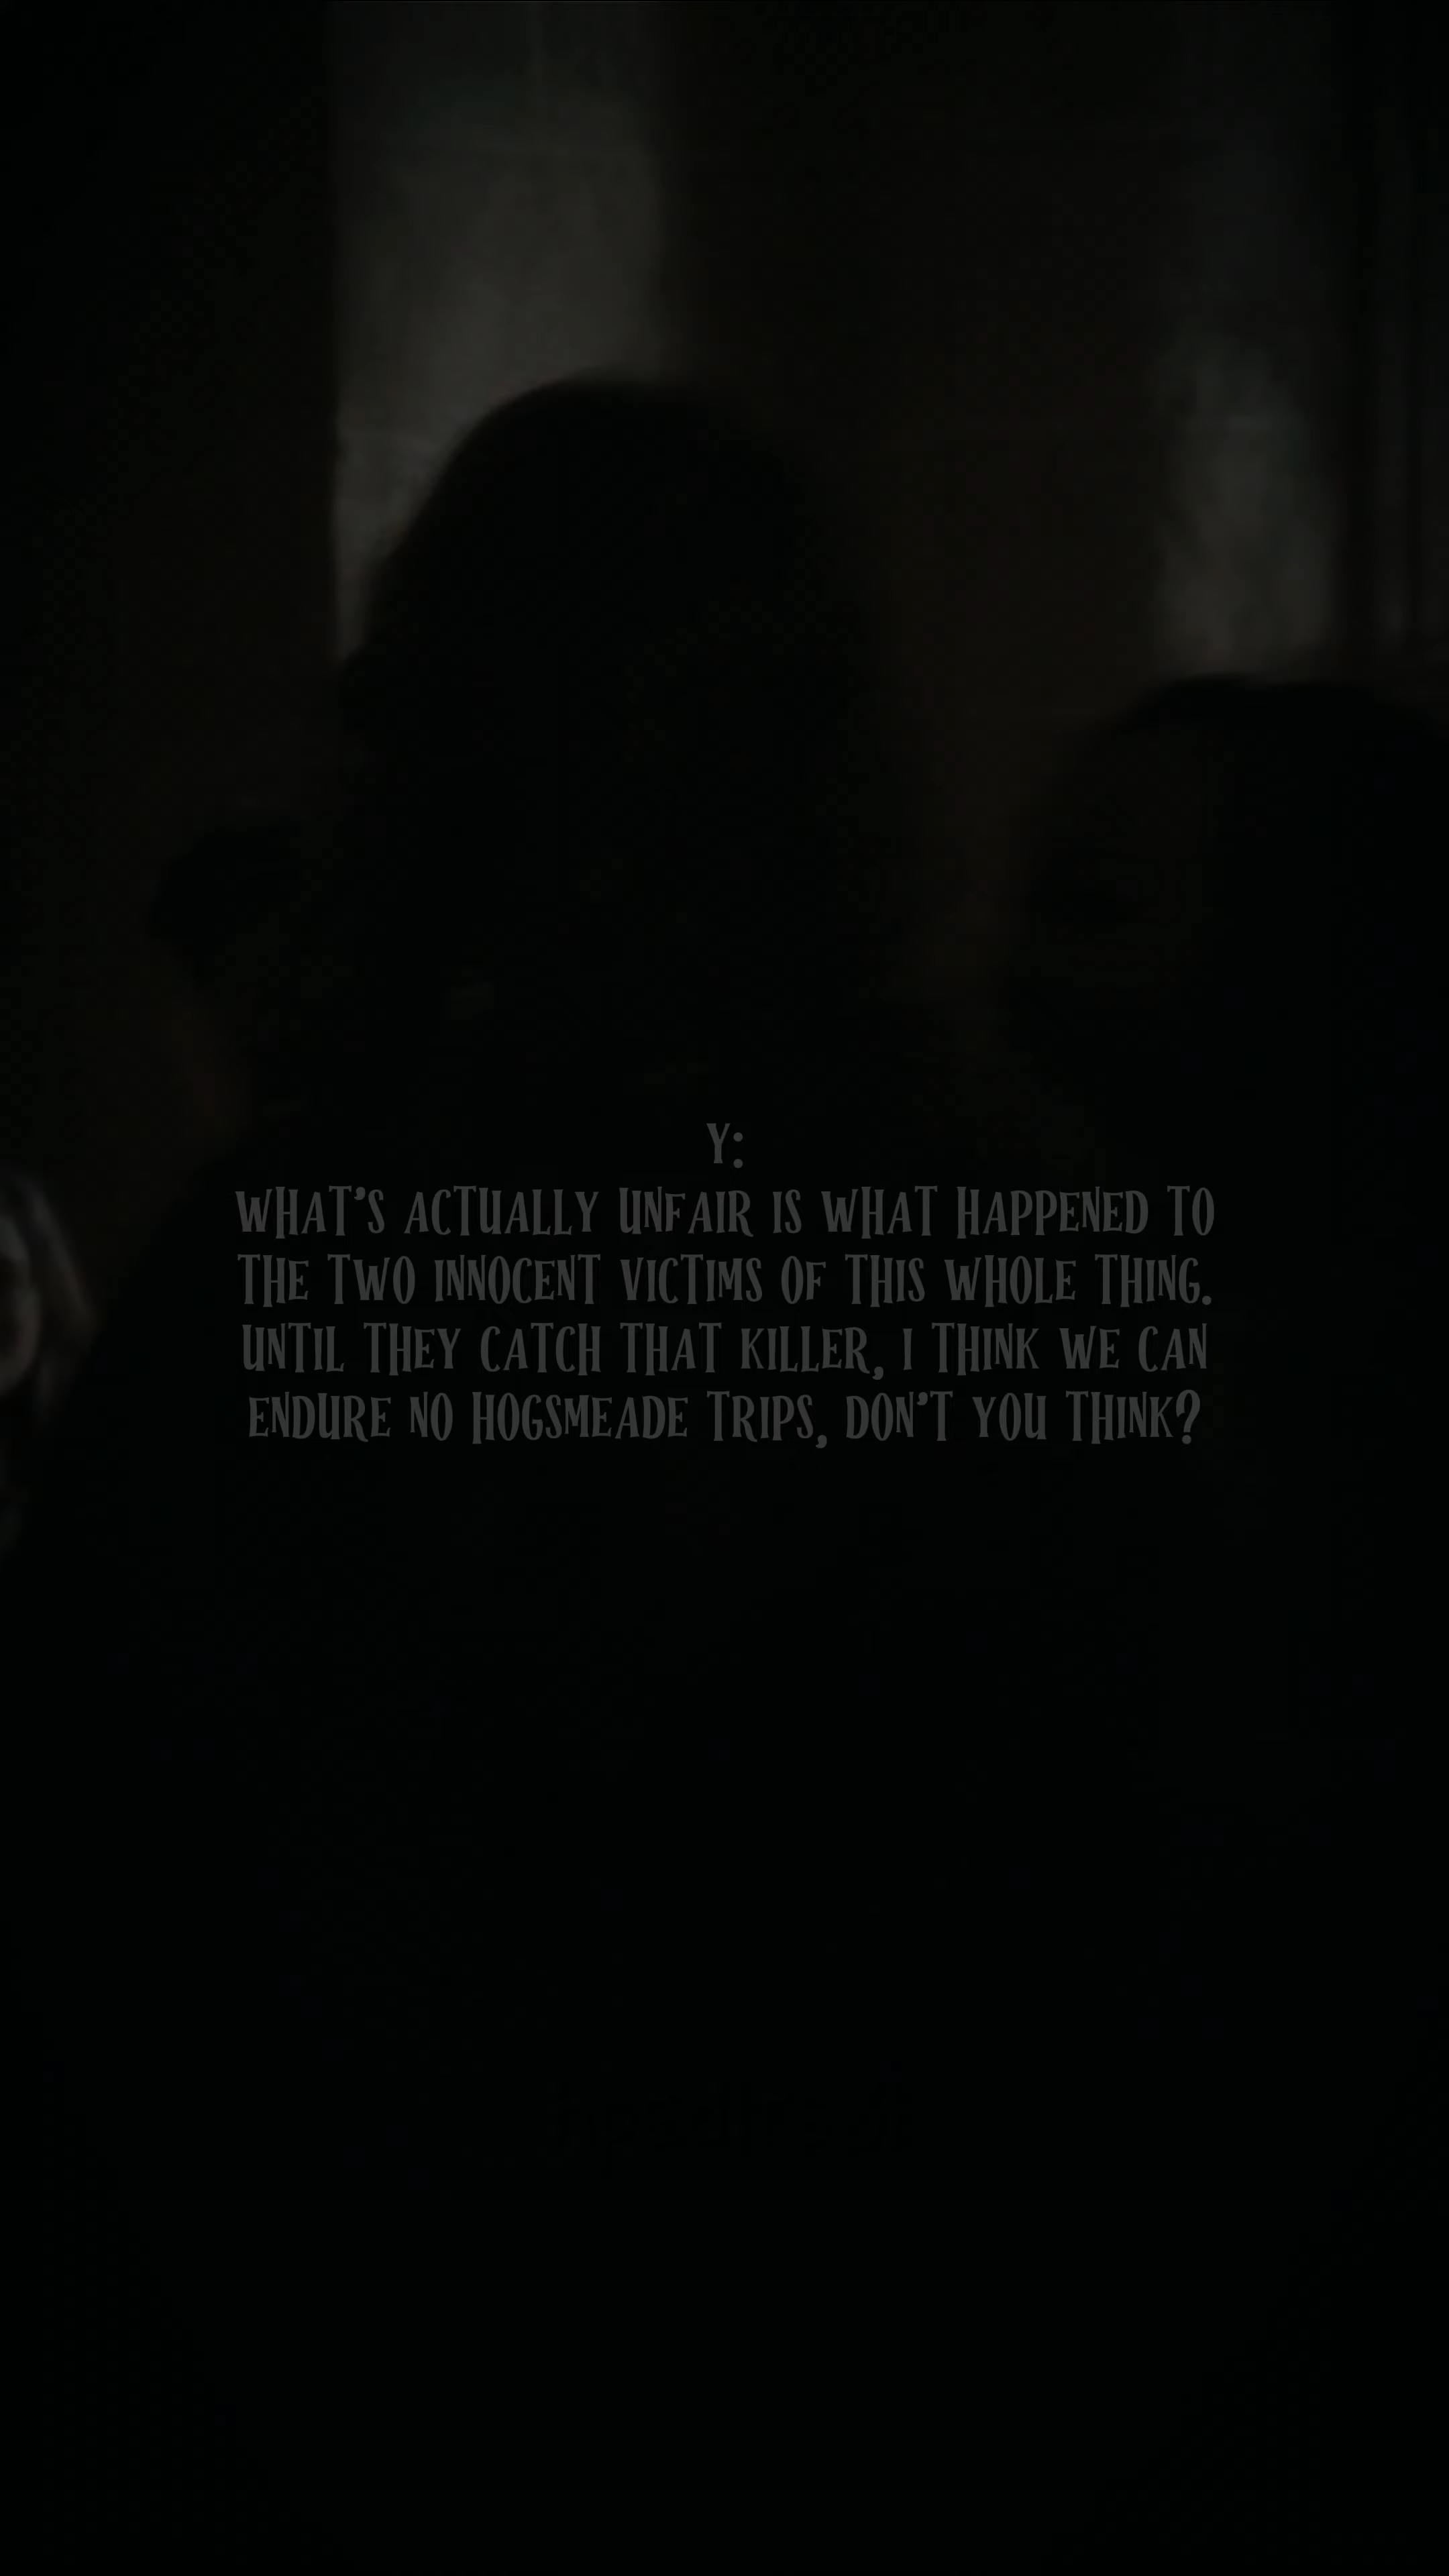 Y:
WHAT'S ACTUALLY UNFAIR IS WHAT HAPPENED TO
THE TWO INNOCENT VICTIMS OF THIS WHOLE THING.
UNTIL THEY CATCH THAT KILLER, I THINK WE CAN
ENDURE NO HOGSMEADE TRIPS, DON'T YOU THINK?